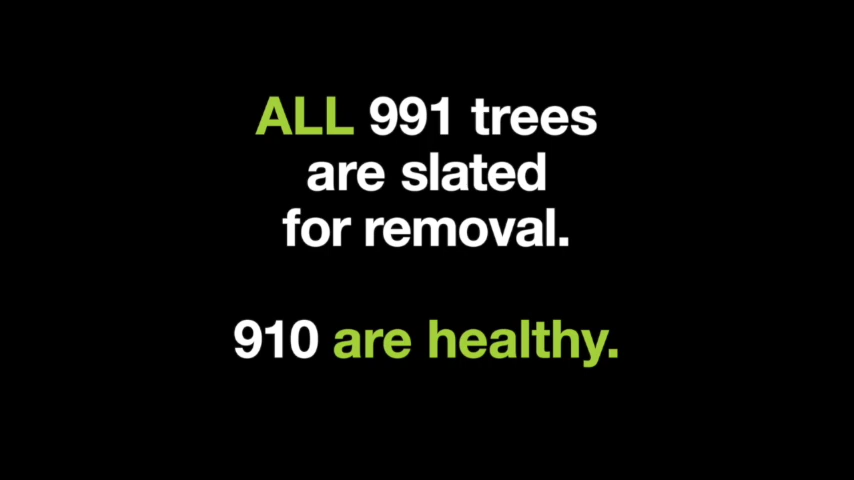 ALL 991 trees
are slated
for removal.
910 are healthy.